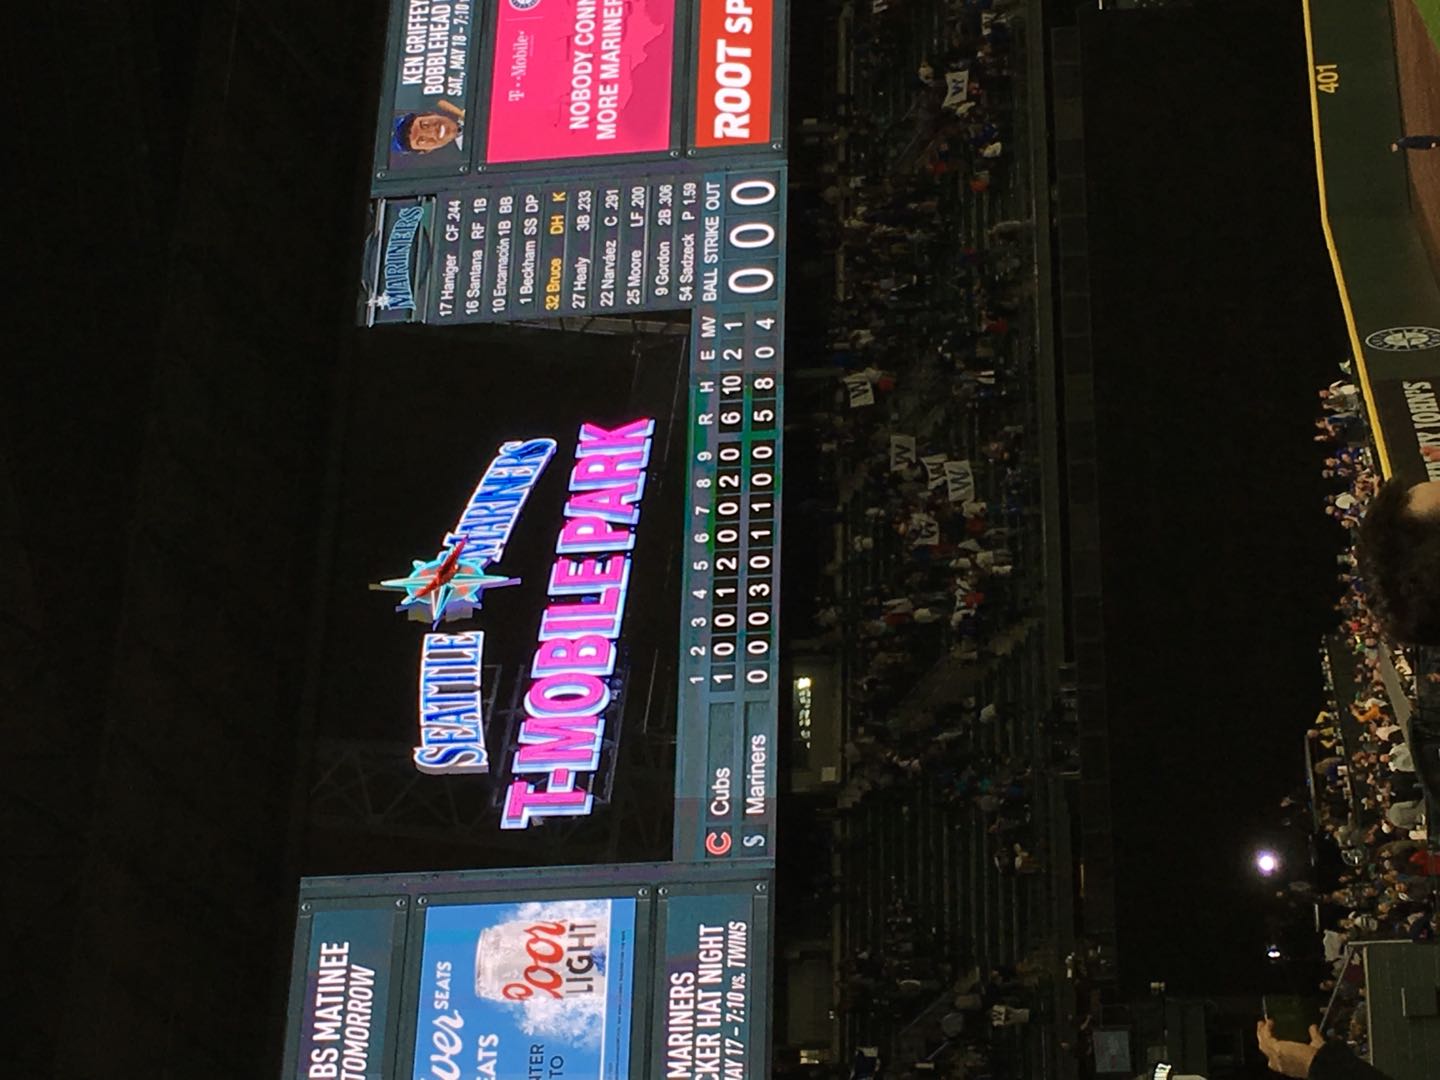 BS MATINEE
TOMORROW
SEATS
EATS
NTER
TO
Coors
LIGHT
MARINERS
CKER HAT NIGHT
AY 17 – 7:10 vs. TWINS
SEATTLE MARINERS
T-MOBILE PARK
1 2 3 4 5 6 7 8 9 R H E MV
C Cubs 1 0 0 1 2 0 0 2 0 6 10 2 1
S Mariners 0 0 0 3 0 1 1 0 0 5 8 0 4
MARINERS
17 Haniger CF .244
16 Santana RF 1B
10 Encarnación 1B BB
1 Beckham SS DP
32 Bruce DH K
27 Healy 3B .233
22 Narváez C .291
25 Moore LF .200
9 Gordon 2B .306
54 Sadzeck P 1.59
BALL STRIKE OUT
0 0 0
KEN GRIFFEY
BOBBLEHEAD
SAT., MAY 18 – 7:10
T-Mobile
NOBODY CONN
MORE MARINER
ROOT SP
W
W
W
W
W
W
401
JIMMY JOHN'S